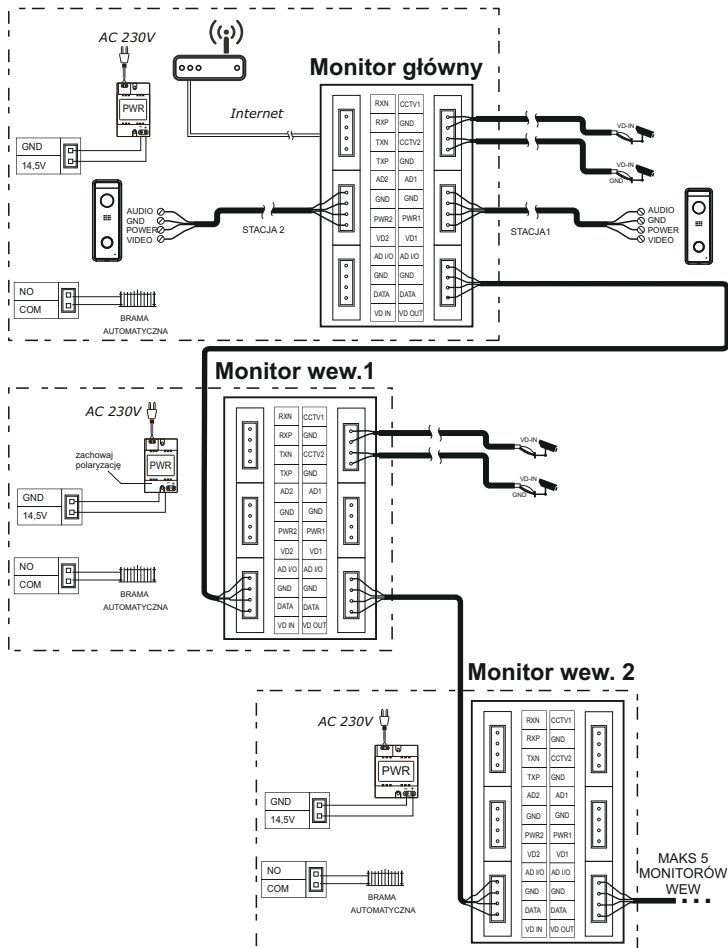 AC 230V
Monitor główny
PWR
Internet
GND
14,5V
RXN CCTV1
RXP GND
TXN CCTV2
TXP GND
AD2 AD1
GND GND
PWR2 PWR1
VD2 VD1
AD I/O AD I/O
GND GND
DATA DATA
VD IN VD OUT
VD-IN
VD-IN
GND
AUDIO
GND
POWER
VIDEO
STACJA 2
STACJA1
AUDIO
GND
POWER
VIDEO
NO
COM
BRAMA
AUTOMATYCZNA
Monitor wew.1
AC 230V
zachowaj
polaryzację
PWR
GND
14,5V
NO
COM
BRAMA
AUTOMATYCZNA
RXN CCTV1
RXP GND
TXN CCTV2
TXP GND
AD2 AD1
GND GND
PWR2 PWR1
VD2 VD1
AD I/O AD I/O
GND GND
DATA DATA
VD IN VD OUT
VD-IN
VD-IN
GND
Monitor wew. 2
AC 230V
PWR
- +
GND
14,5V
NO
COM
BRAMA
AUTOMATYCZNA
RXN CCTV1
RXP GND
TXN CCTV2
TXP GND
AD2 AD1
GND GND
PWR2 PWR1
VD2 VD1
AD I/O AD I/O
GND GND
DATA DATA
VD IN VD OUT
MAKS 5
MONITORÓW
WEW